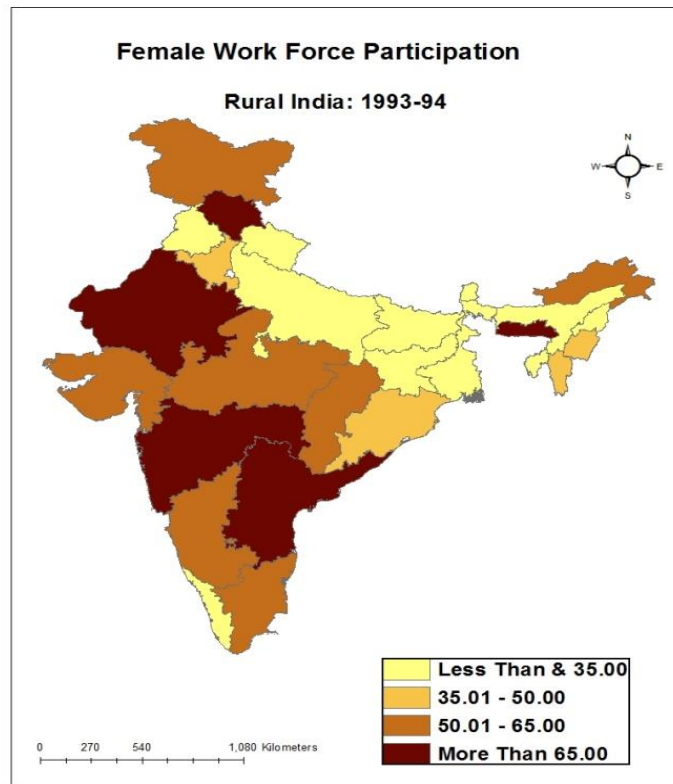 Female Work Force Participation
Rural India: 1993-94
N
W E
S
Less Than & 35.00
35.01 - 50.00
50.01 - 65.00
More Than 65.00
0 270 540 1,080 Kilometers